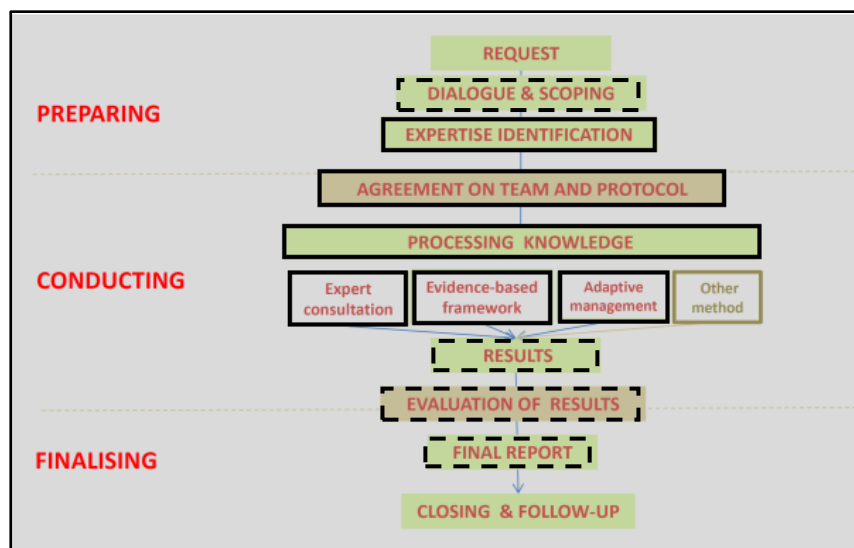 REQUEST
DIALOGUE & SCOPING
PREPARING
EXPERTISE IDENTIFICATION
AGREEMENT ON TEAM AND PROTOCOL
PROCESSING KNOWLEDGE
CONDUCTING
Expert
consultation
Evidence-based
framework
Adaptive
management
Other
method
RESULTS
EVALUATION OF RESULTS
FINALISING
FINAL REPORT
CLOSING & FOLLOW-UP